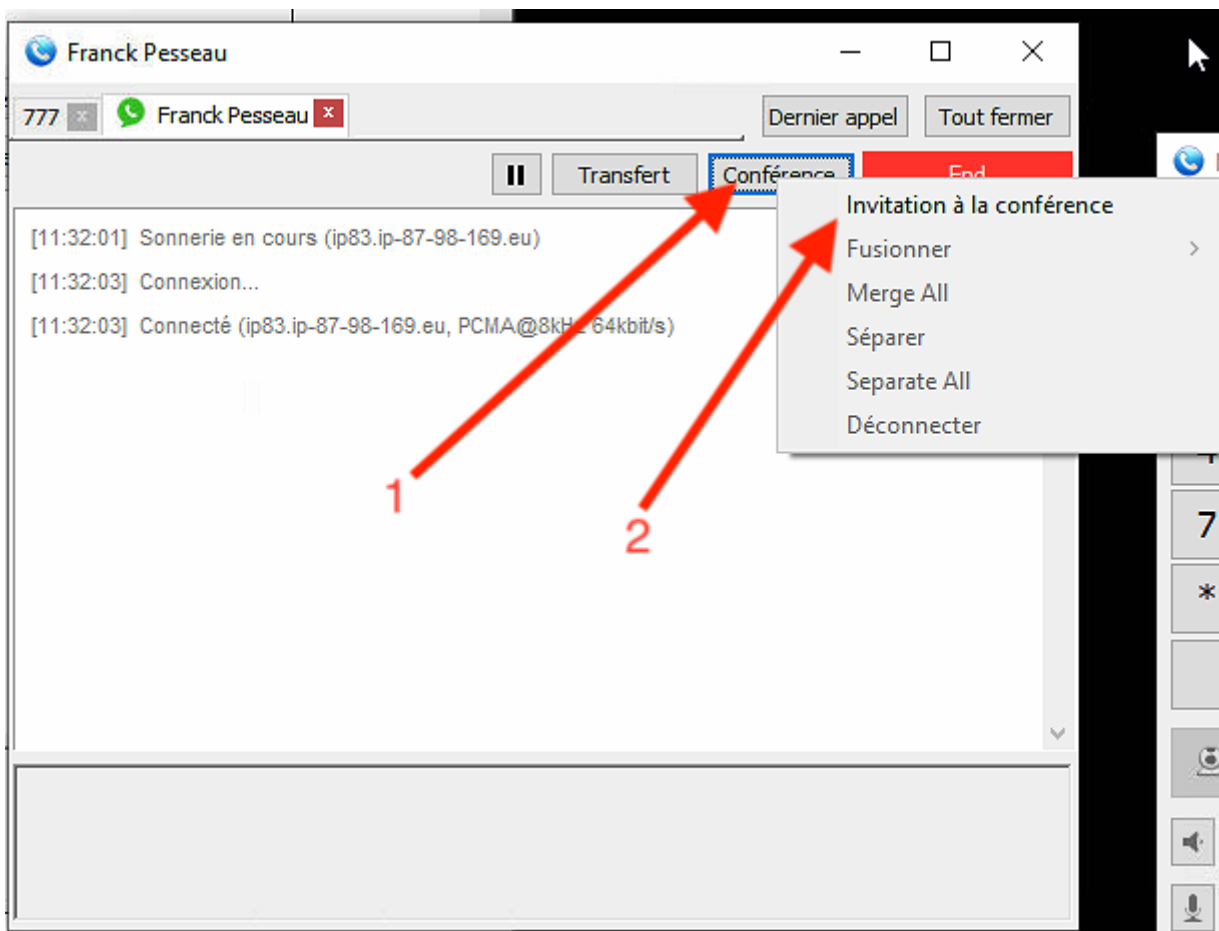 Franck Pesseau
777 Franck Pesseau Dernier appel Tout fermer
Transfert Conférence End
Invitation à la conférence
[11:32:01] Sonnerie en cours (ip83.ip-87-98-169.eu)
Fusionner
[11:32:03] Connexion...
Merge All
[11:32:03] Connecté (ip83.ip-87-98-169.eu, PCMA@8kHz 64kbit/s)
Séparer
Separate All
Déconnecter
1
2
7
*